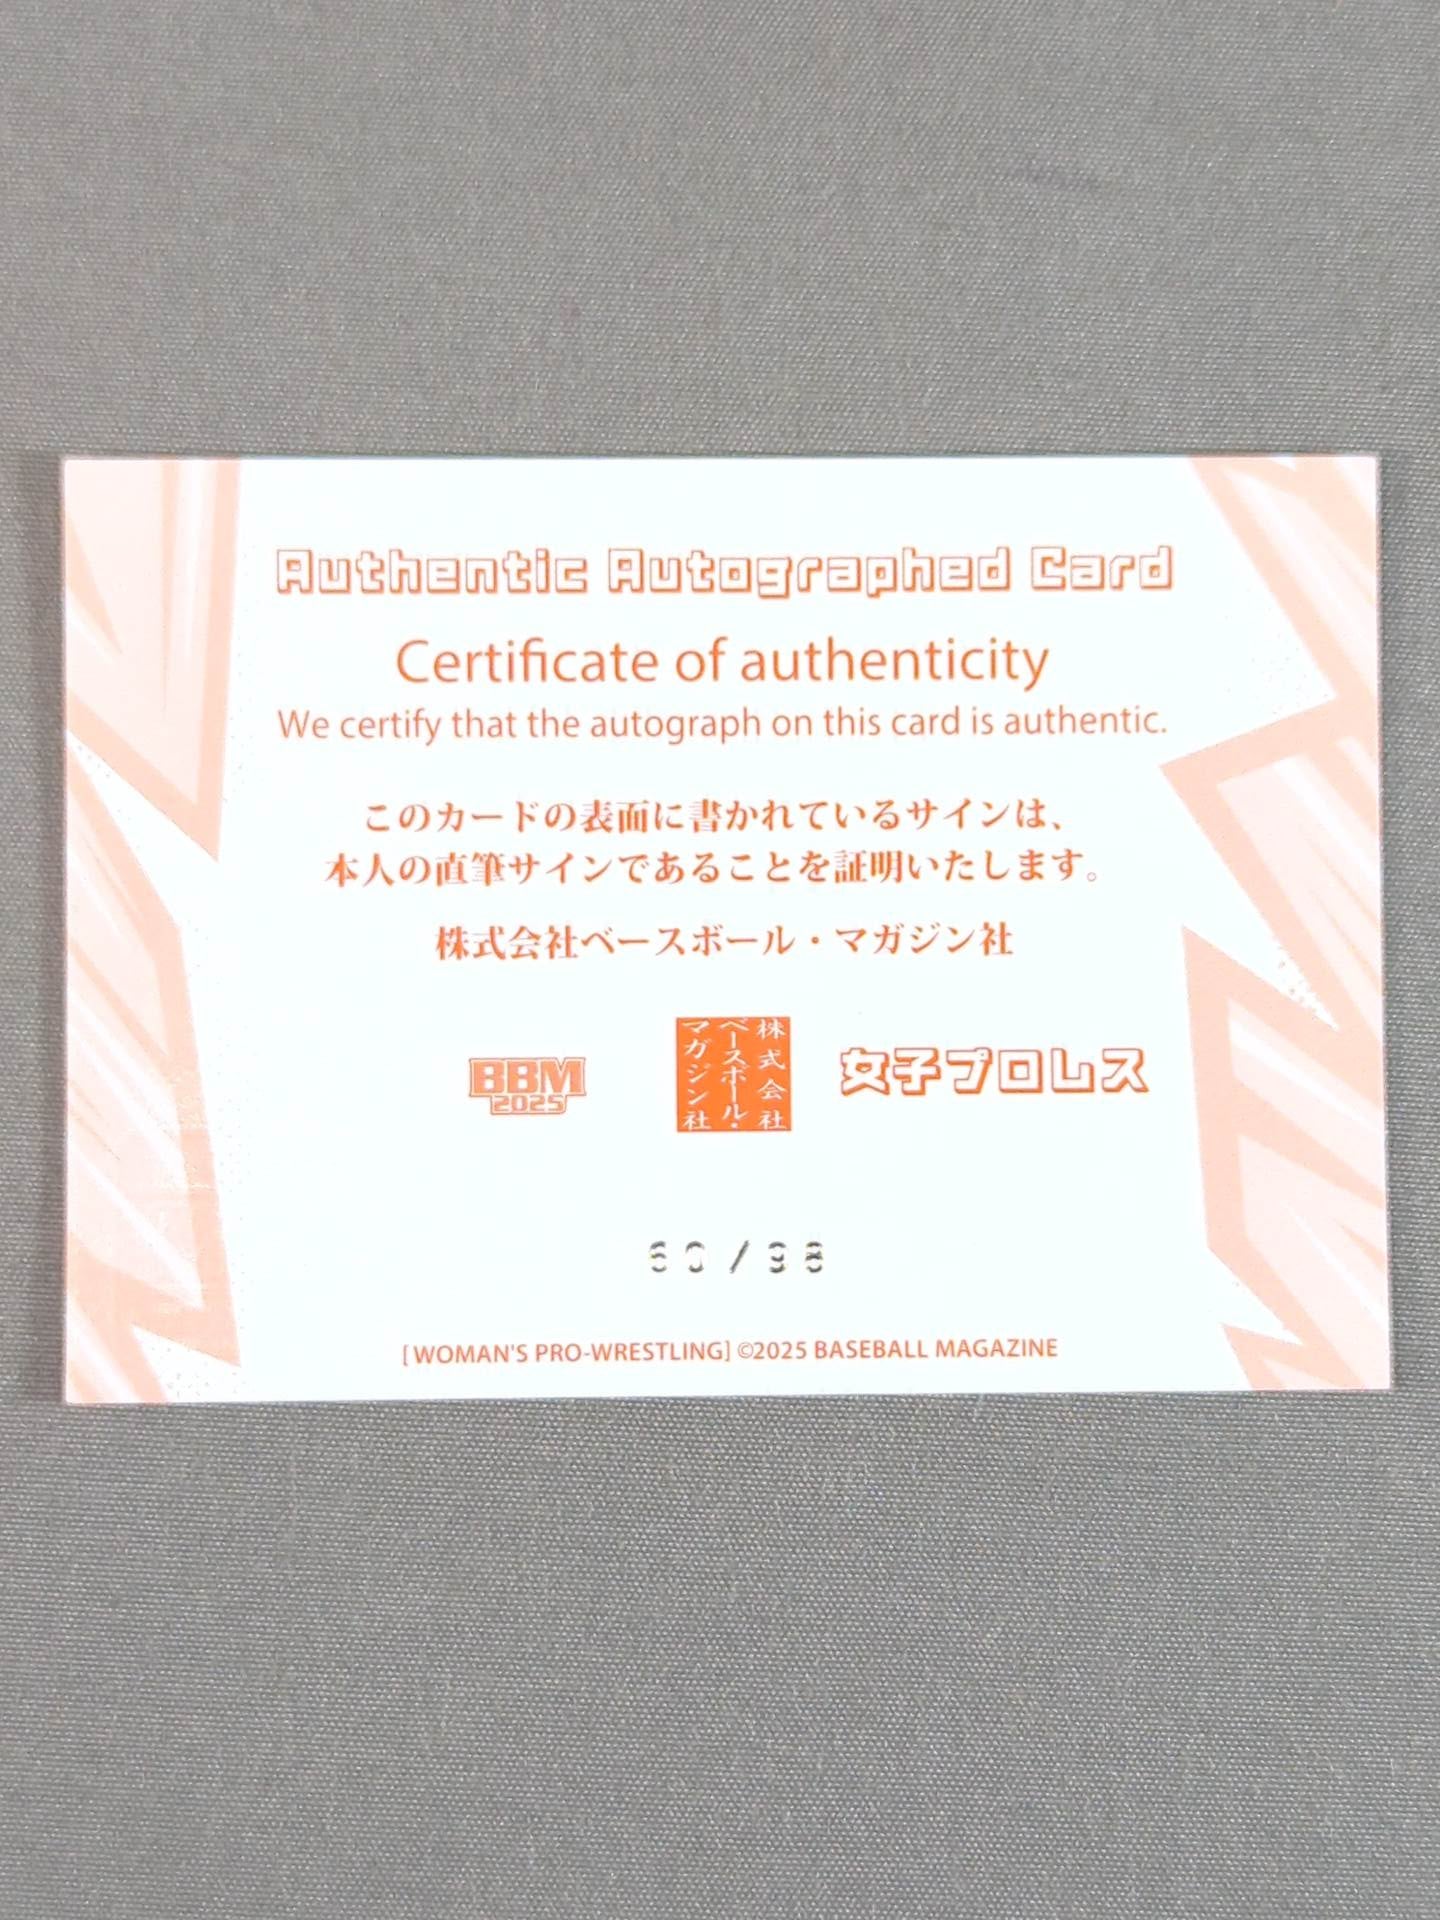 Authentic Autographed Card
Certificate of authenticity
We certify that the autograph on this card is authentic.
このカードの表面に書かれているサインは、
本人の直筆サインであることを証明いたします。
株式会社ベースボール・マガジン社
BBM
2025
株式会社
ベースボール・
マガジン社
女子プロレス
60/98
[ WOMAN'S PRO-WRESTLING] ©2025 BASEBALL MAGAZINE